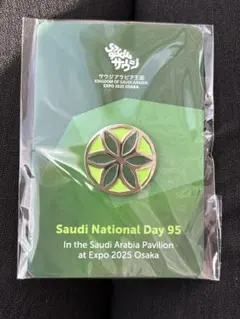 サウジアラビア王国
KINGDOM OF SAUDI ARABIA
EXPO 2025 OSAKA
Saudi National Day 95
In the Saudi Arabia Pavilion
at Expo 2025 Osaka